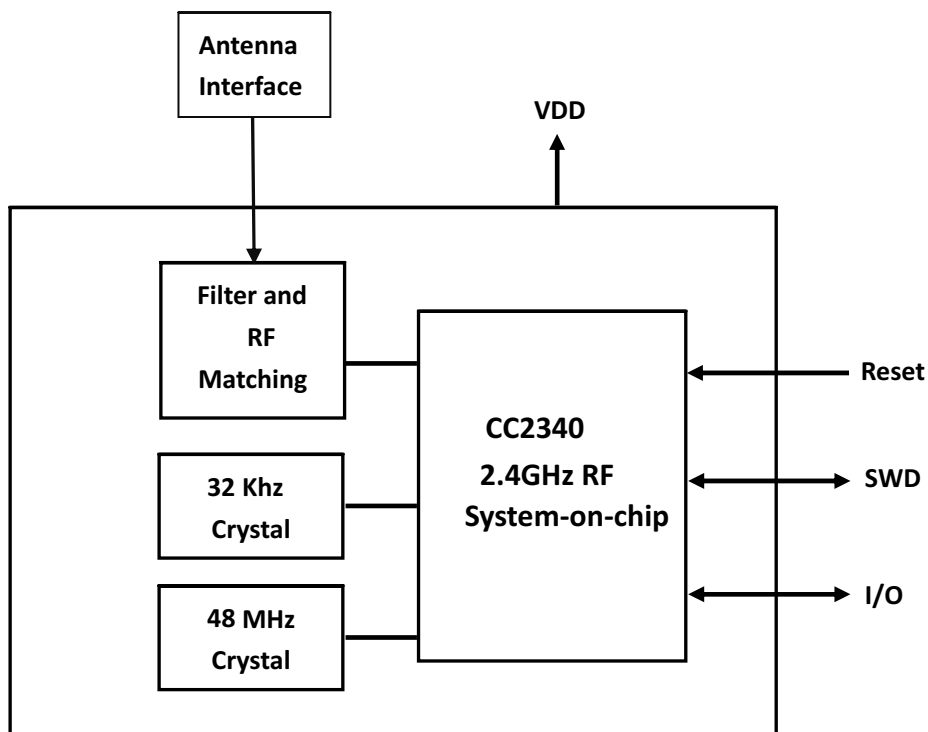 Antenna
Interface
VDD
Filter and
RF
Matching
32 Khz
Crystal
48 MHz
Crystal
CC2340
2.4GHz RF
System-on-chip
Reset
SWD
I/O